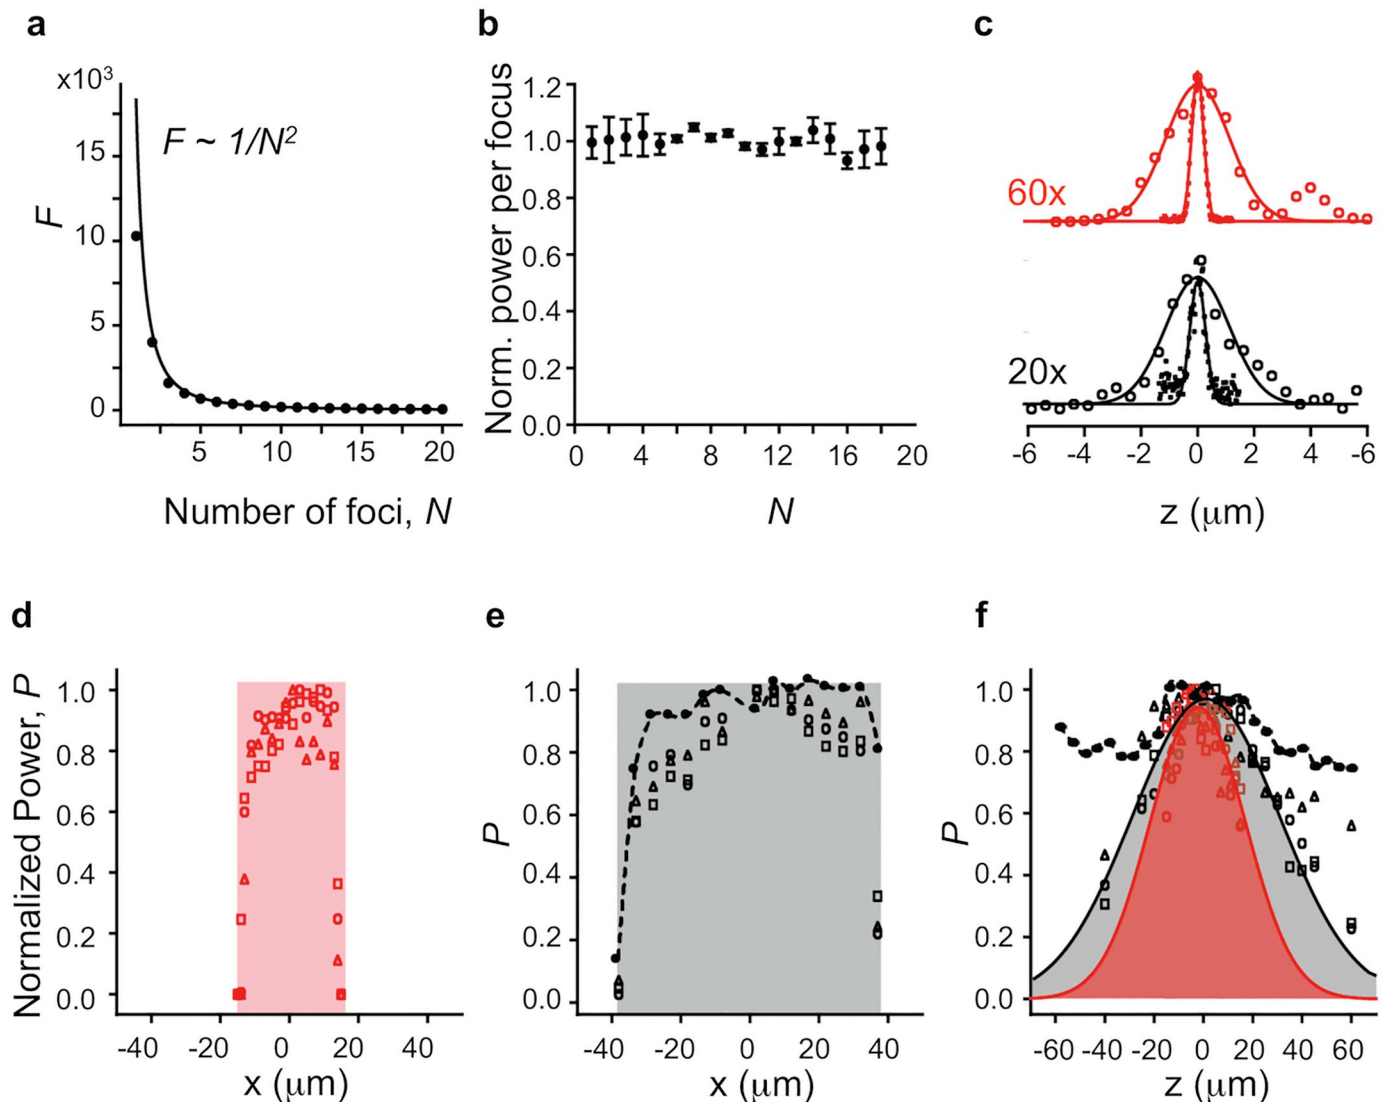 a
x10³
15
10
5
0
F
F ~ 1/N²
5 10 15 20
Number of foci, N
b
1.2
1.0
0.8
0.6
0.4
0.2
0.0
Norm. power per focus
0 4 8 12 16 20
N
c
60x
20x
-6 -4 -2 0 2 -4 -6
z (μm)
d
Normalized Power, P
1.0
0.8
0.6
0.4
0.2
0.0
-40 -20 0 20 40
x (μm)
e
P
1.0
0.8
0.6
0.4
0.2
0.0
-40 -20 0 20 40
x (μm)
f
P
1.0
0.8
0.6
0.4
0.2
0.0
-60 -40 -20 0 20 40 60
z (μm)